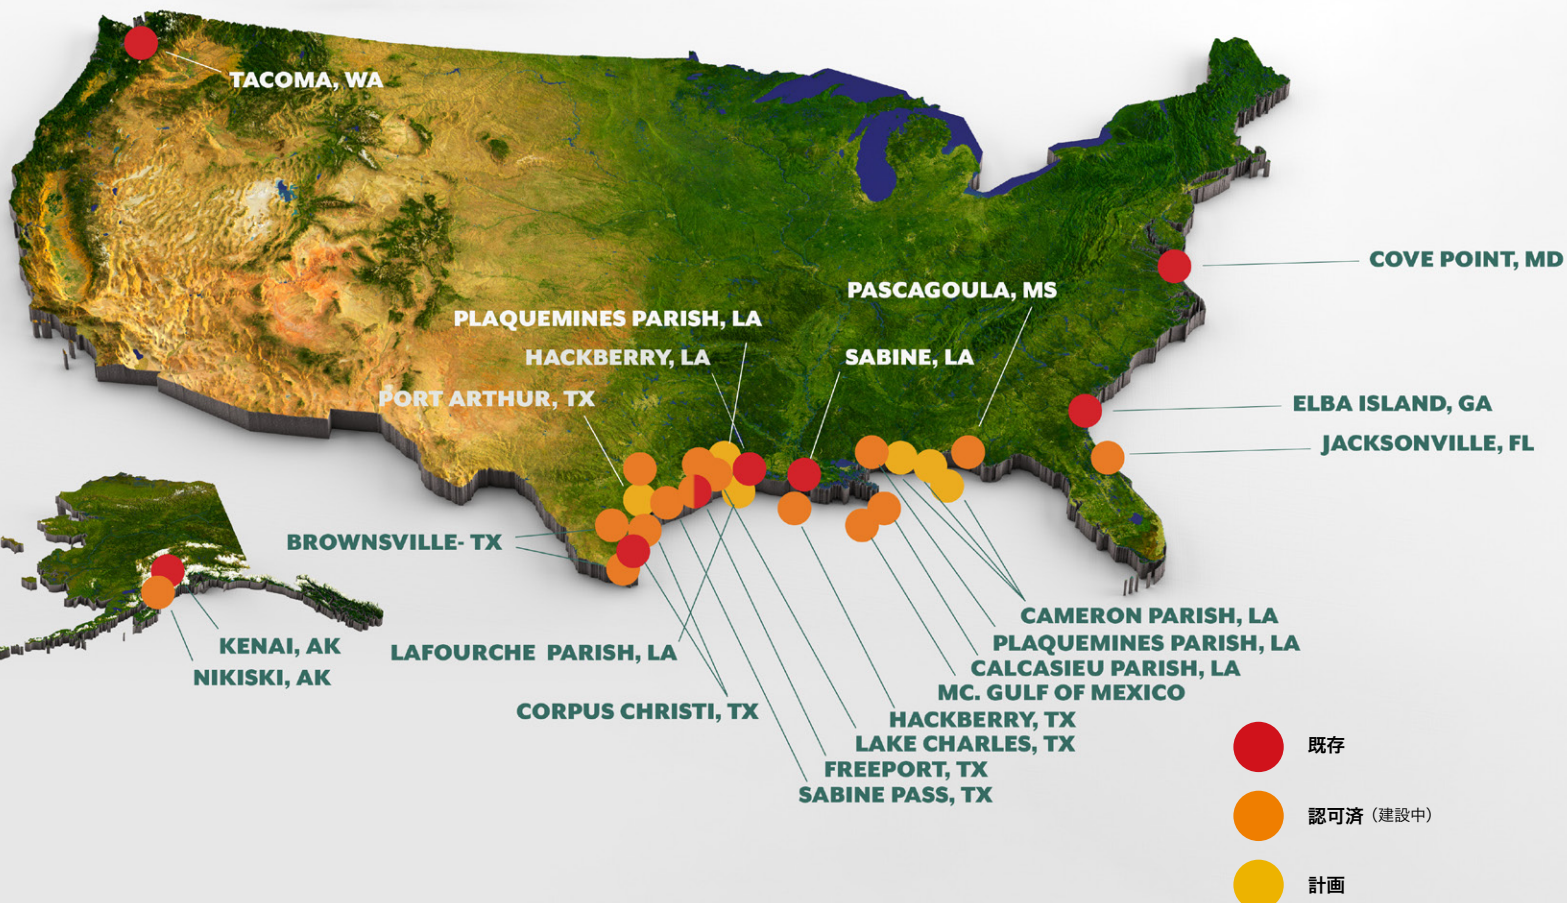 TACOMA, WA
COVE POINT, MD
PASCAGOULA, MS
PLAQUEMINES PARISH, LA
HACKBERRY, LA
SABINE, LA
PORT ARTHUR, TX
ELBA ISLAND, GA
JACKSONVILLE, FL
BROWNSVILLE- TX
CAMERON PARISH, LA
PLAQUEMINES PARISH, LA
KENAI, AK
LAFOURCHE PARISH, LA
CALCASIEU PARISH, LA
NIKISKI, AK
MC. GULF OF MEXICO
CORPUS CHRISTI, TX
HACKBERRY, TX
LAKE CHARLES, TX
FREEPORT, TX
SABINE PASS, TX
既存
認可済（建設中）
計画